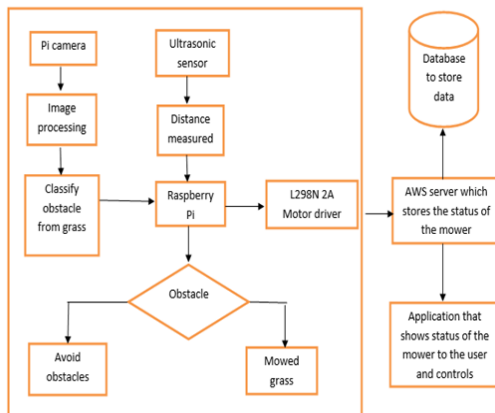 Pi camera
Image
processing
Classify
obstacle
from grass
Ultrasonic
sensor
Distance
measured
Raspberry
Pi
L298N 2A
Motor driver
Obstacle
Avoid
obstacles
Mowed
grass
Database
to store
data
AWS server which
stores the status of
the mower
Application that
shows status of the
mower to the user
and controls